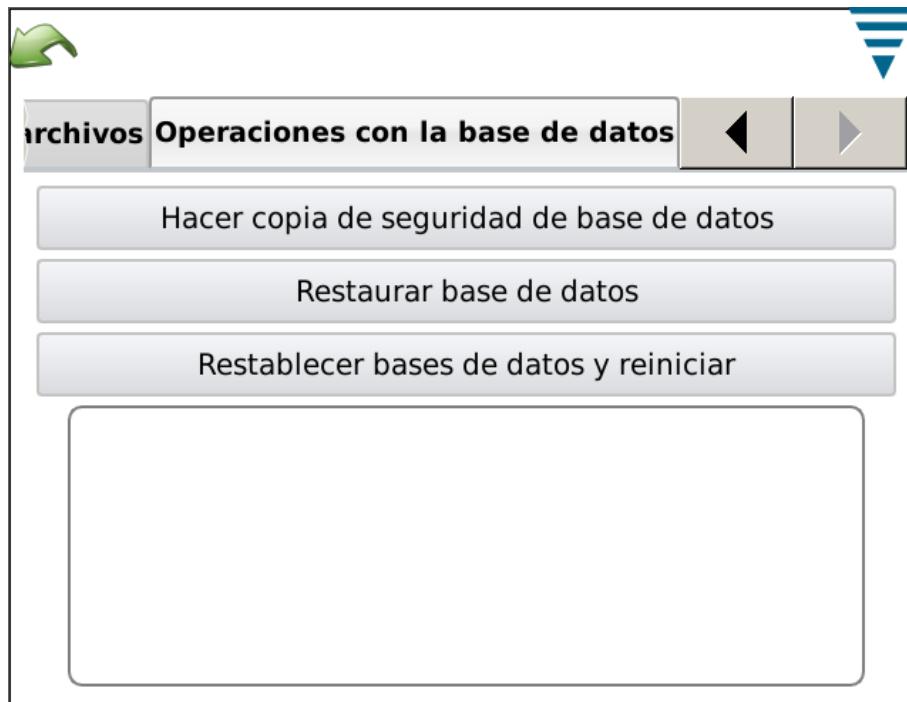 archivos
Operaciones con la base de datos
Hacer copia de seguridad de base de datos
Restaurar base de datos
Restablecer bases de datos y reiniciar